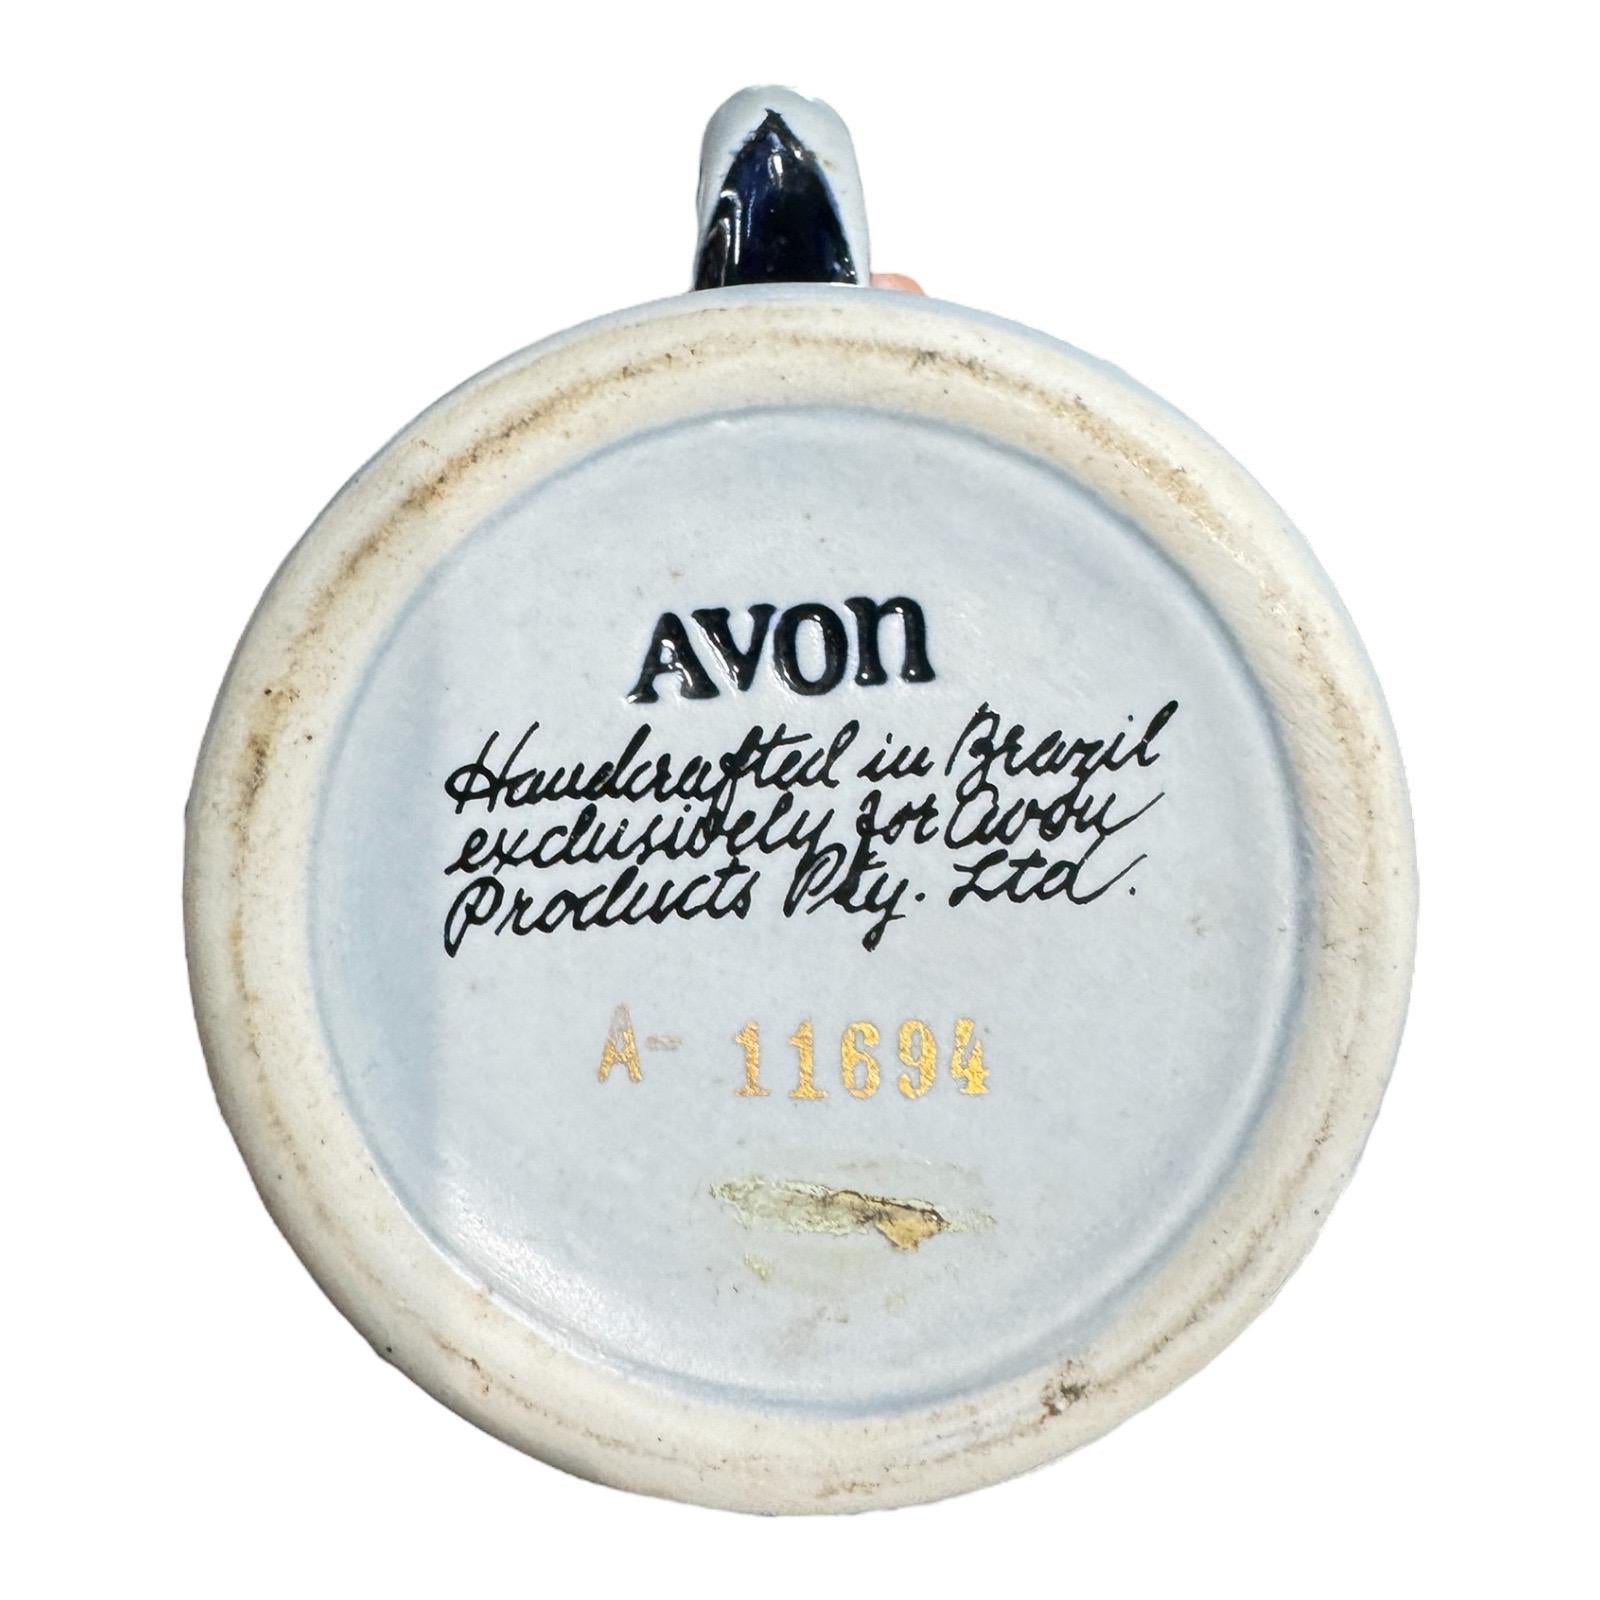 AVON
Handcrafted in Brazil
exclusively for Avon
Products Pty. Ltd.
A- 11694